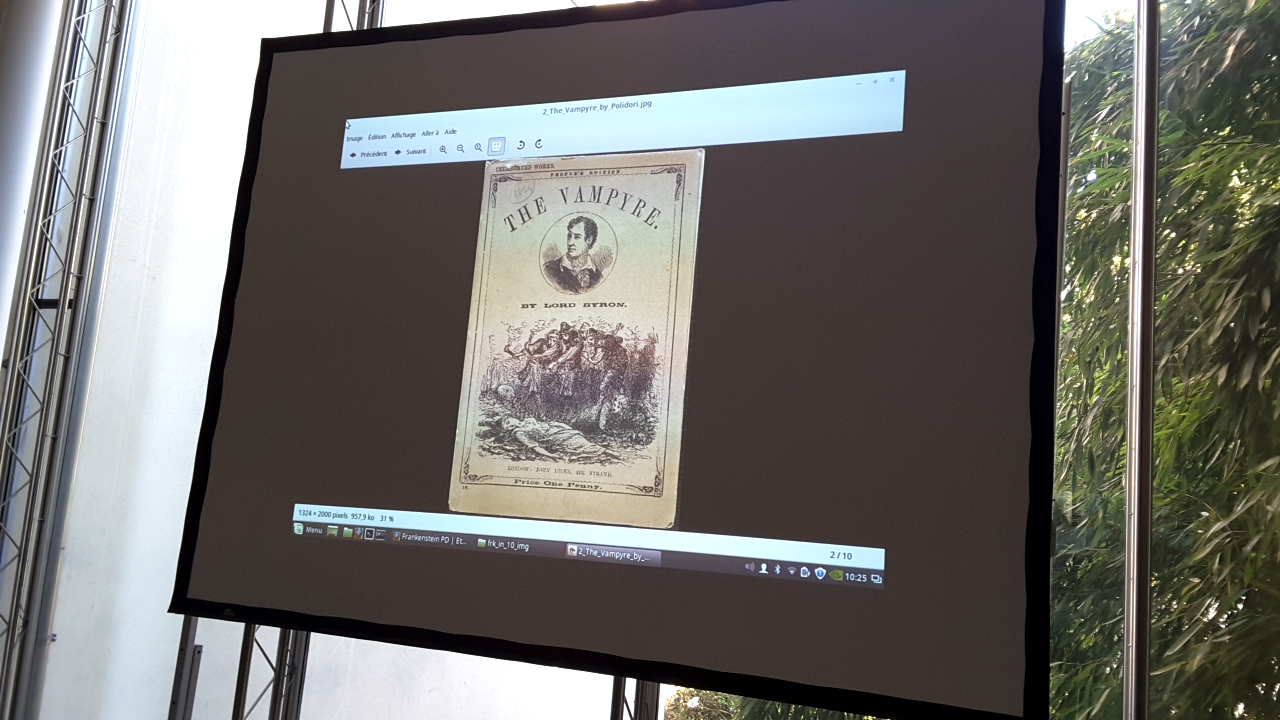 2_The_Vampyre_by_Polidori.jpg
Image Édition Affichage Aller à Aide
Précédent Suivant
CELEBRATED WORKS.
PEOPLE'S EDITION.
THE VAMPYRE.
BY LORD BYRON.
LONDON: JOHN DICKS, 313, STRAND.
Price One Penny.
1324 × 2000 pixels 957,9 ko 31 %
2 / 10
Menu Frankenstein PD | Et... frk_in_10_img 2_The_Vampyre_by_... 10:25